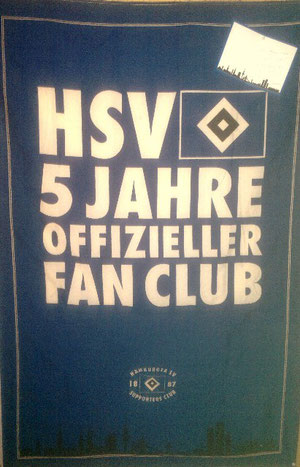 HSV
5 JAHRE
OFFIZIELLER
FAN CLUB
HAMBURGER SV
18 87
SUPPORTERS CLUB